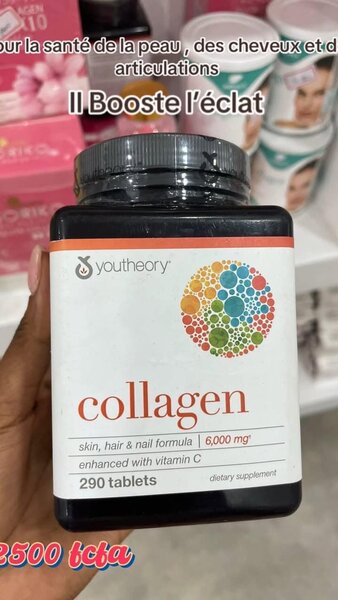 our la santé de la peau , des cheveux et d
articulations
Il Booste l'éclat
youtheory®
collagen
skin, hair & nail formula | 6,000 mg
enhanced with vitamin C
290 tablets
dietary supplement
2500 fcfa